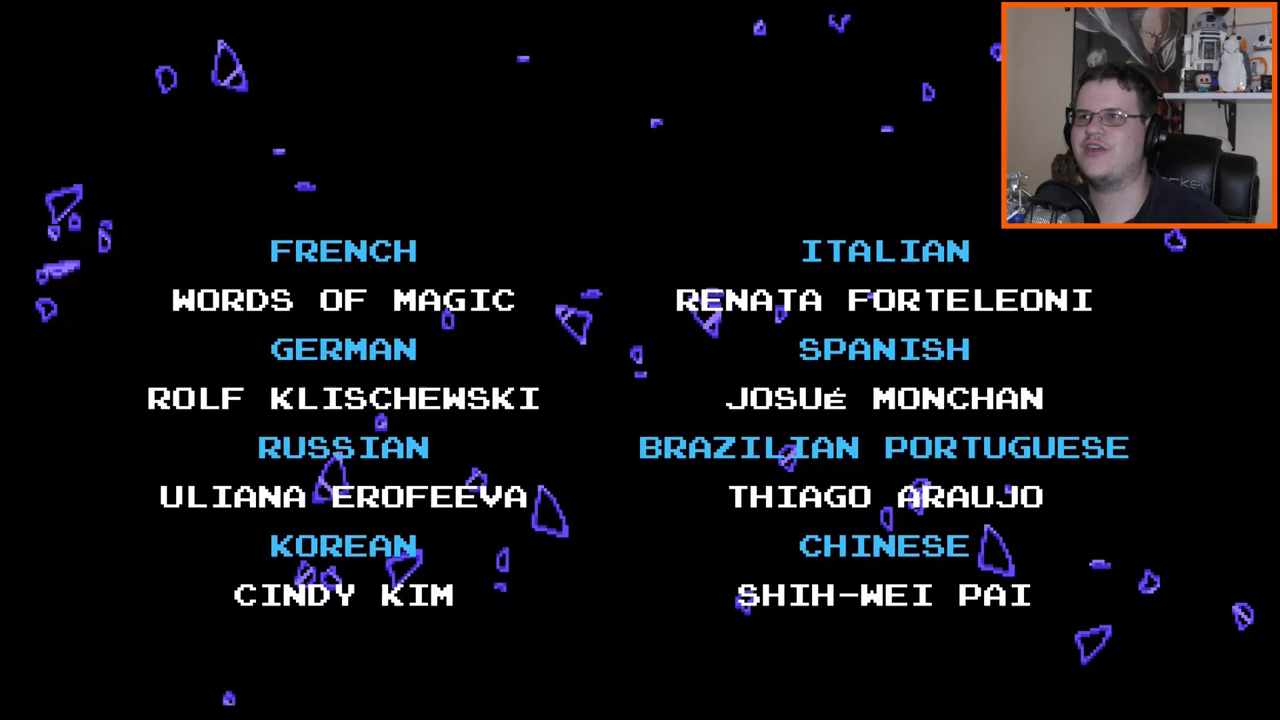 FRENCH
WORDS OF MAGIC
GERMAN
ROLF KLISCHEWSKI
RUSSIAN
ULIANA EROFEEVA
KOREAN
CINDY KIM
ITALIAN
RENATA FORTELEONI
SPANISH
JOSUé MONCHAN
BRAZILIAN PORTUGUESE
THIAGO ARAUJO
CHINESE
SHIH-WEI PAI